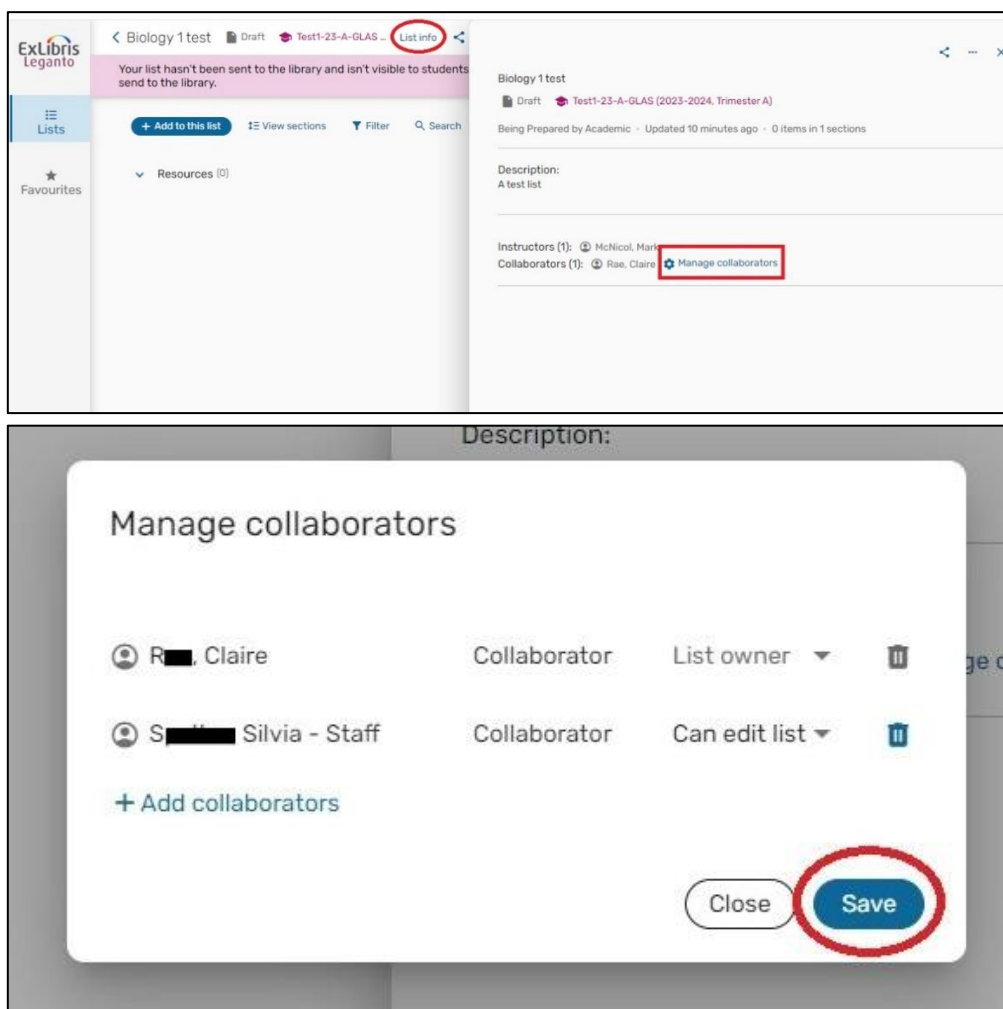 ExLibris
Leganto
Biology 1 test Draft Test1-23-A-GLAS ... List info
Your list hasn't been sent to the library and isn't visible to students
send to the library.
Lists
Favourites
+ Add to this list View sections Filter Search
Resources (0)
Biology 1 test
Draft Test1-23-A-GLAS (2023-2024, Trimester A)
Being Prepared by Academic · Updated 10 minutes ago · 0 items in 1 sections
Description:
A test list
Instructors (1): McNicol, Mark
Collaborators (1): Rae, Claire Manage collaborators
Description:
Manage collaborators
R, Claire Collaborator List owner
S Silvia - Staff Collaborator Can edit list
+ Add collaborators
Close Save